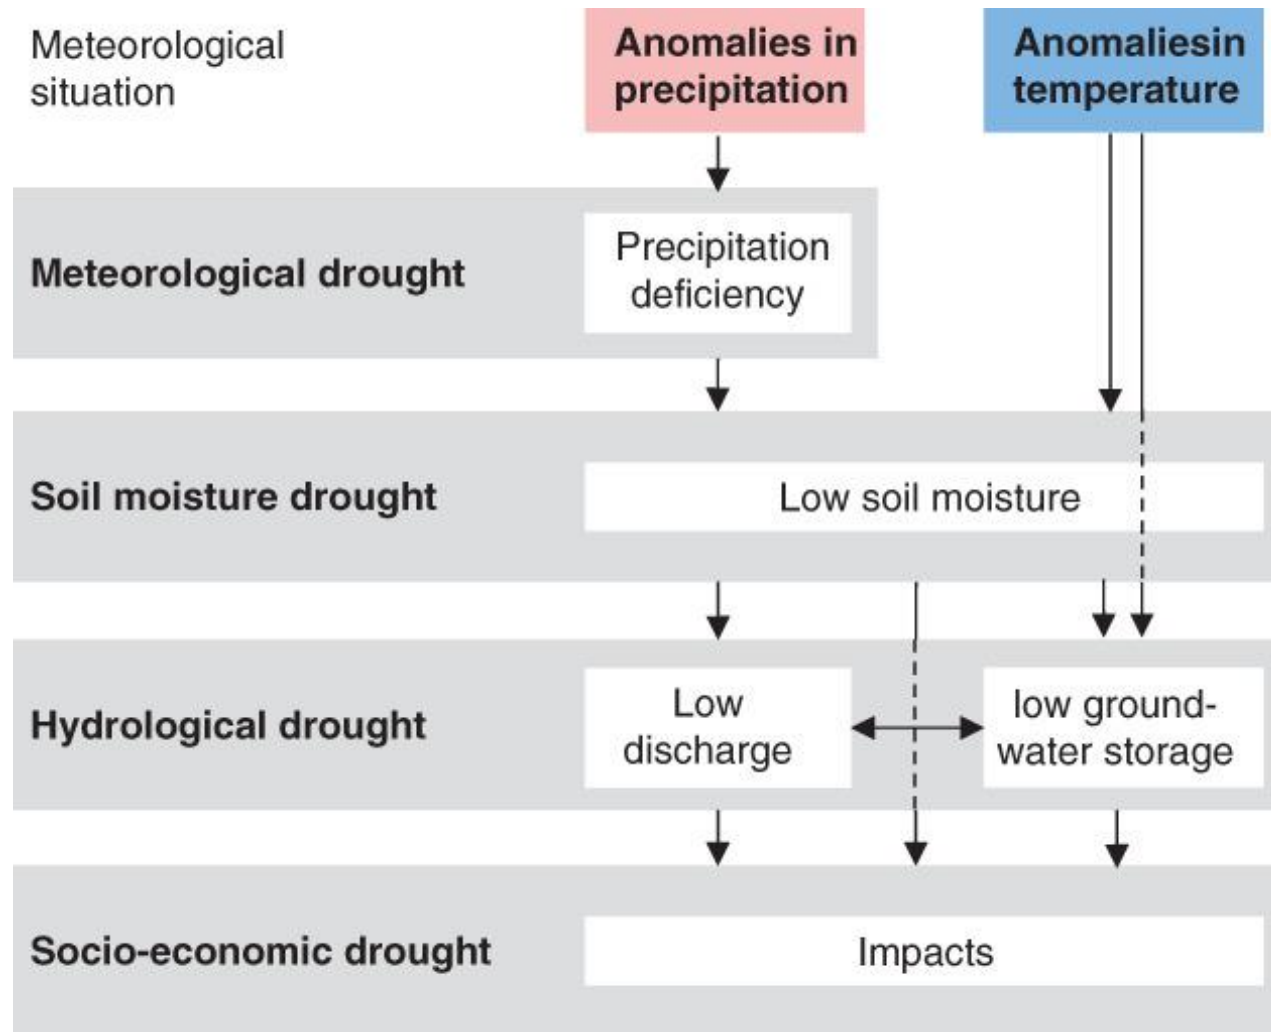 Meteorological
situation
Anomalies in
precipitation
Anomaliesin
temperature
Meteorological drought
Precipitation
deficiency
Soil moisture drought
Low soil moisture
Hydrological drought
Low
discharge
low ground-
water storage
Socio-economic drought
Impacts